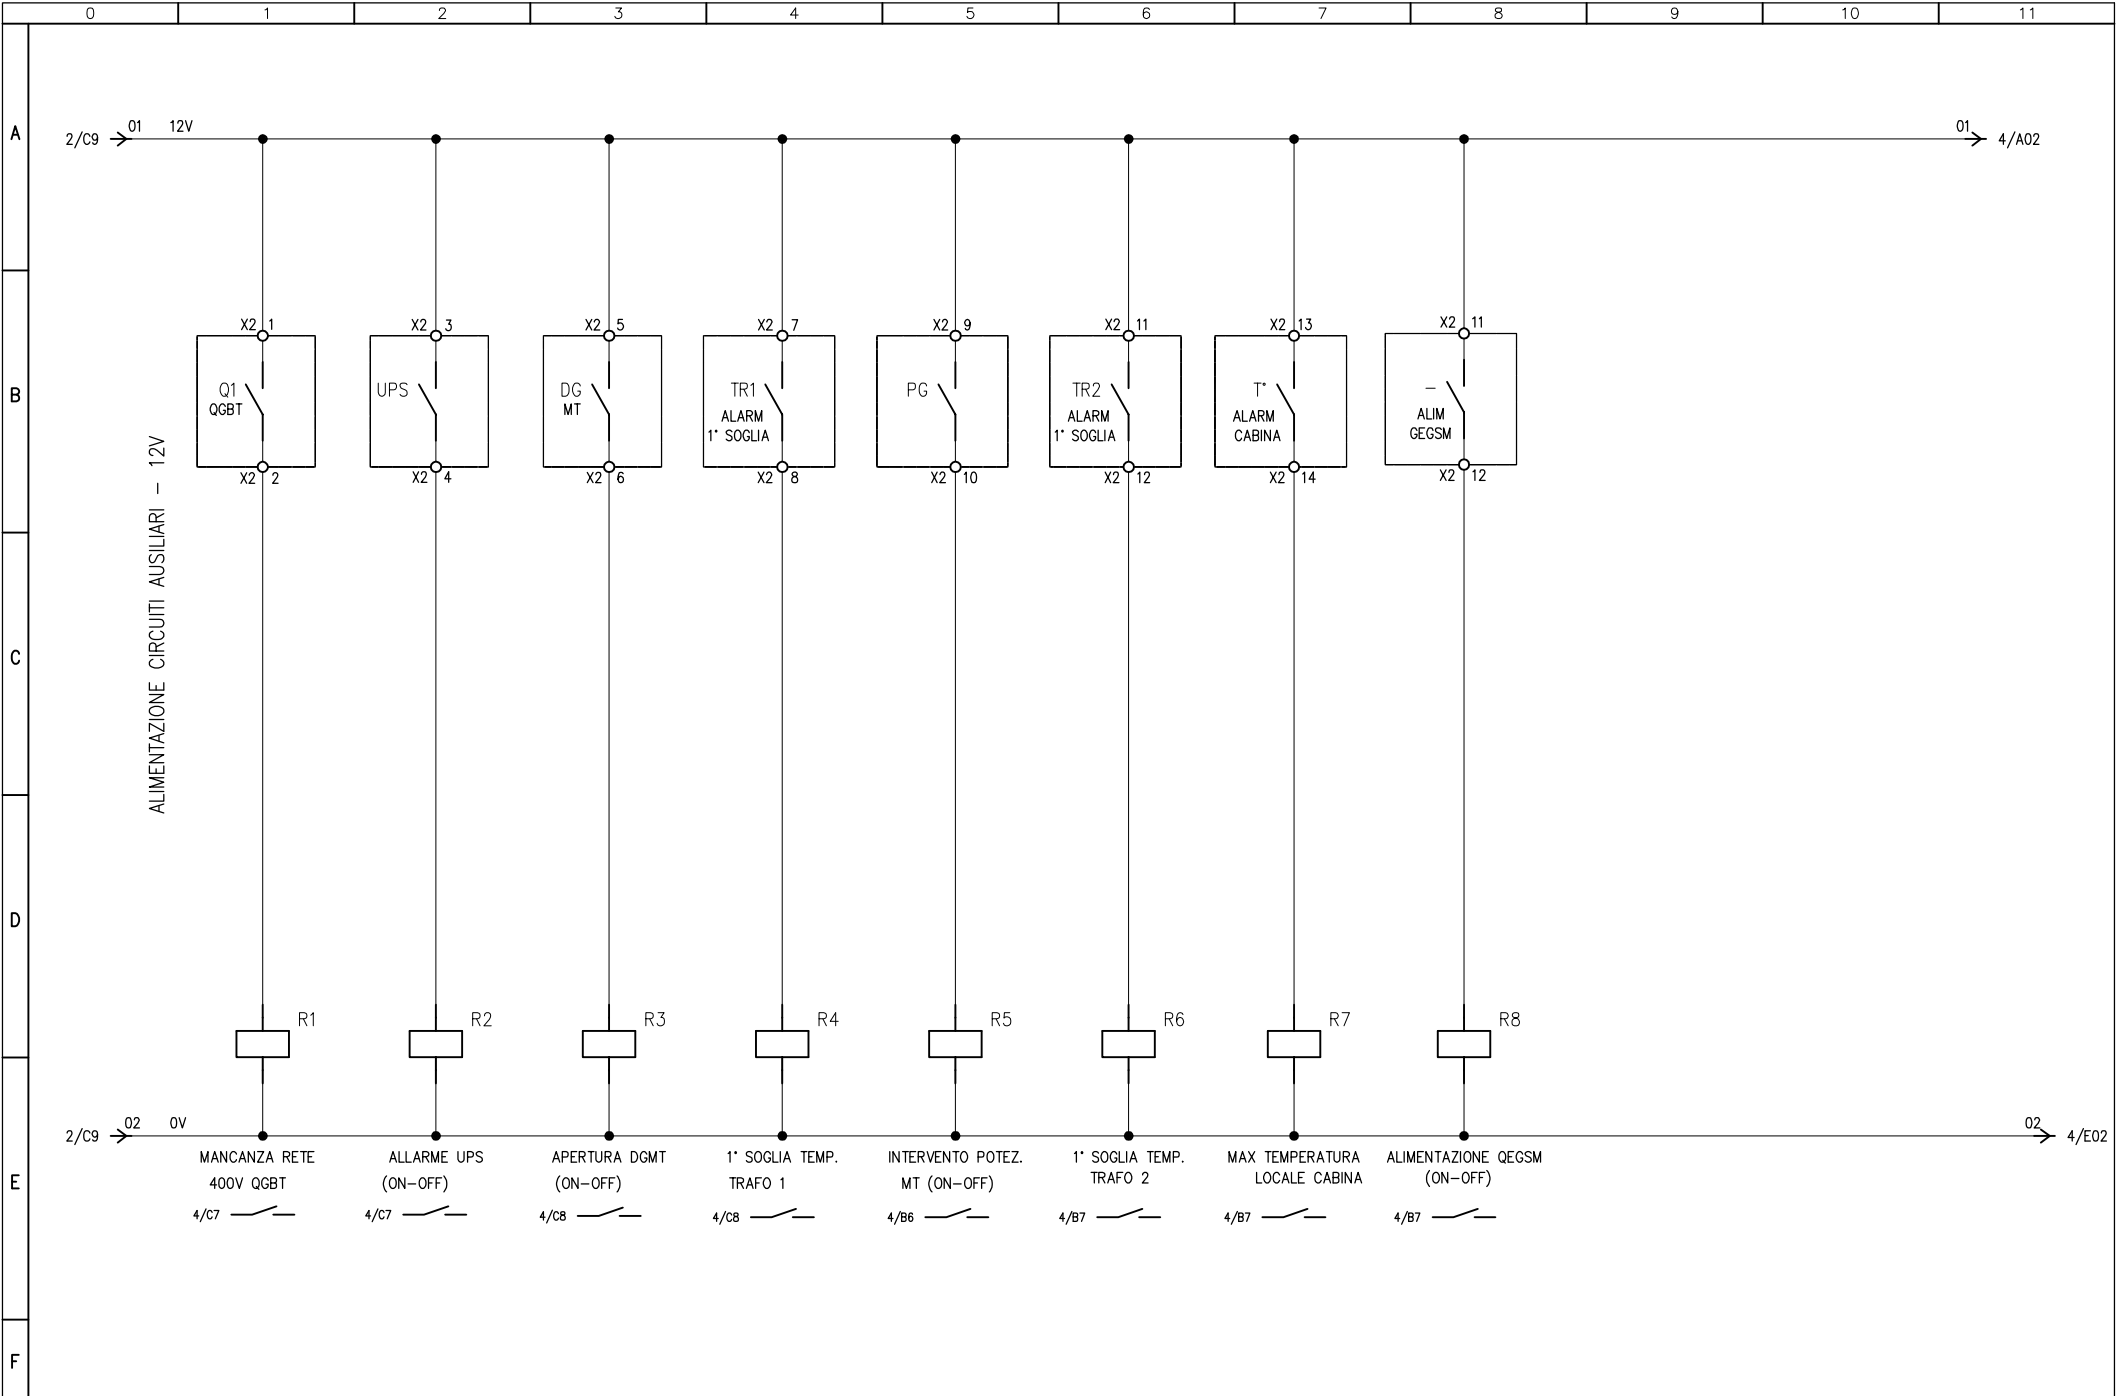 0 1 2 3 4 5 6 7 8 9 10 11
A
2/C9 01 12V 01 4/A02
X2 1 X2 3 X2 5 X2 7 X2 9 X2 11 X2 13 X2 11
B
Q1 UPS DG TR1 PG TR2 T° —
QGBT MT ALARM ALARM ALARM ALIM
1° SOGLIA 1° SOGLIA CABINA GEGSM
X2 2 X2 4 X2 6 X2 8 X2 10 X2 12 X2 14 X2 12
ALIMENTAZIONE CIRCUITI AUSILIARI - 12V
C
D
R1 R2 R3 R4 R5 R6 R7 R8
2/C9 02 0V 02 4/E02
E
MANCANZA RETE
400V QGBT
4/C7
ALLARME UPS
(ON-OFF)
4/C7
APERTURA DGMT
(ON-OFF)
4/C8
1° SOGLIA TEMP.
TRAFO 1
4/C8
INTERVENTO POTEZ.
MT (ON-OFF)
4/B6
1° SOGLIA TEMP.
TRAFO 2
4/B7
MAX TEMPERATURA
LOCALE CABINA
4/B7
ALIMENTAZIONE QEGSM
(ON-OFF)
4/B7
F